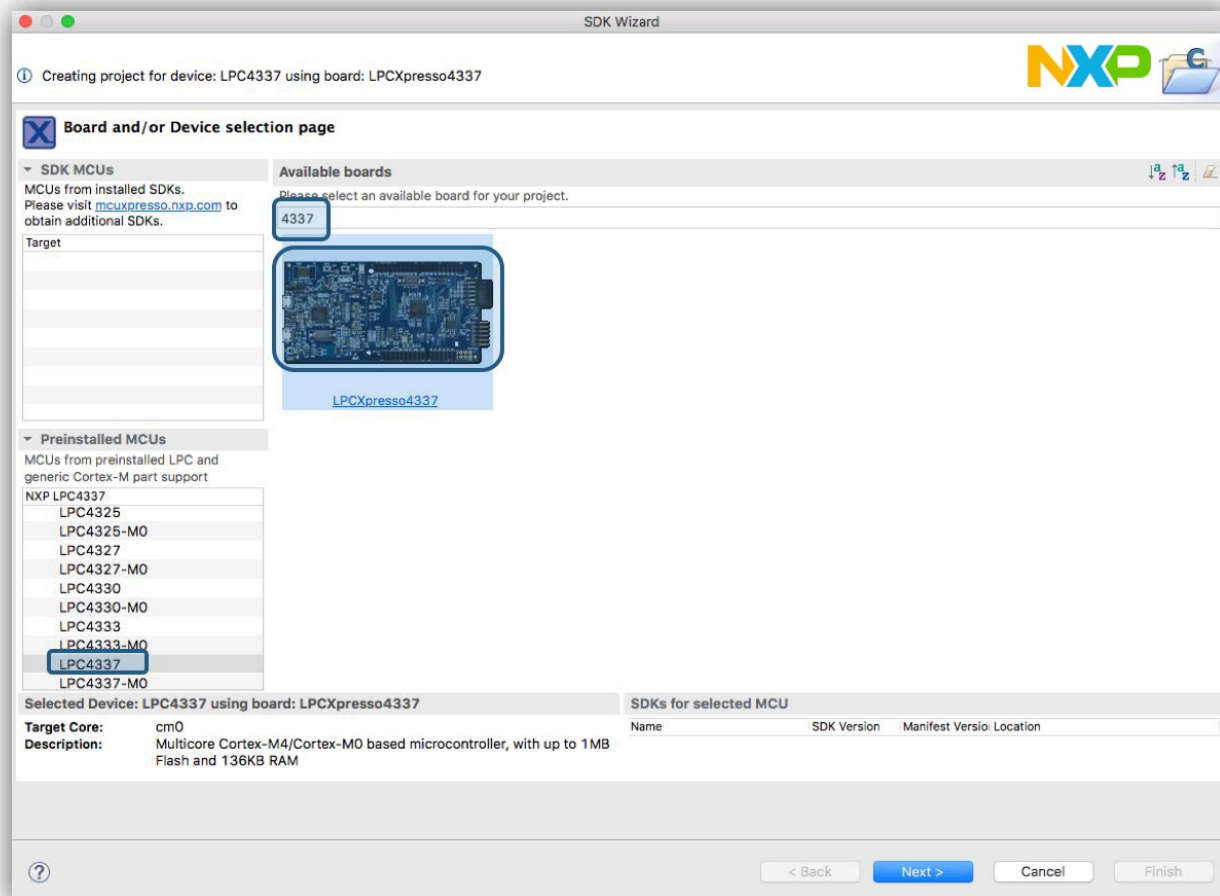 SDK Wizard
Creating project for device: LPC4337 using board: LPCXpresso4337
NXP
C
Board and/or Device selection page
SDK MCUs
MCUs from installed SDKs.
Please visit mcuxpresso.nxp.com to
obtain additional SDKs.
Target
Available boards
Please select an available board for your project.
4337
LPCXpresso4337
Preinstalled MCUs
MCUs from preinstalled LPC and
generic Cortex-M part support
NXP LPC4337
LPC4325
LPC4325-M0
LPC4327
LPC4327-M0
LPC4330
LPC4330-M0
LPC4333
LPC4333-M0
LPC4337
LPC4337-M0
Selected Device: LPC4337 using board: LPCXpresso4337
Target Core: cm0
Description: Multicore Cortex-M4/Cortex-M0 based microcontroller, with up to 1MB
Flash and 136KB RAM
SDKs for selected MCU
Name SDK Version Manifest Versio Location
? < Back Next > Cancel Finish